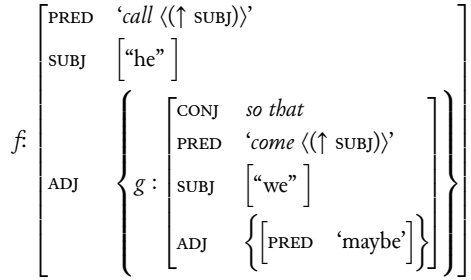 PRED ‘call ⟨(↑ SUBJ)⟩’
SUBJ [“he”]
f: ADJ { g : [
CONJ so that
PRED ‘come ⟨(↑ SUBJ)⟩’
SUBJ [“we”]
ADJ {[PRED ‘maybe’]}